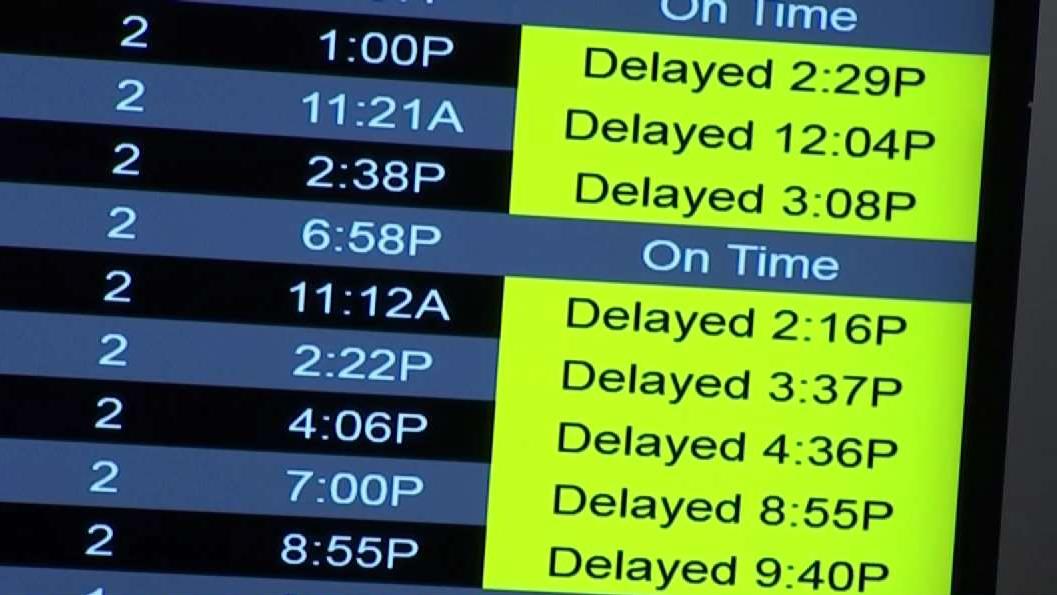 On Time
2 1:00P Delayed 2:29P
2 11:21A Delayed 12:04P
2 2:38P Delayed 3:08P
2 6:58P On Time
2 11:12A Delayed 2:16P
2 2:22P Delayed 3:37P
2 4:06P Delayed 4:36P
2 7:00P Delayed 8:55P
2 8:55P Delayed 9:40P